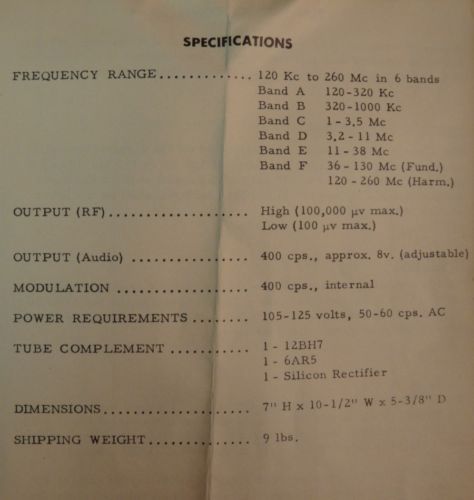 SPECIFICATIONS
FREQUENCY RANGE............. 120 Kc to 260 Mc in 6 bands
Band A 120-320 Kc
Band B 320-1000 Kc
Band C 1 - 3.5 Mc
Band D 3.2 - 11 Mc
Band E 11 - 38 Mc
Band F 36 - 130 Mc (Fund.)
120 - 260 Mc (Harm.)
OUTPUT (RF)................... High (100,000 μv max.)
Low (100 μv max.)
OUTPUT (Audio) ................ 400 cps., approx. 8v. (adjustable)
MODULATION .................. 400 cps., internal
POWER REQUIREMENTS ........ 105-125 volts, 50-60 cps. AC
TUBE COMPLEMENT ........... 1 - 12BH7
1 - 6AR5
1 - Silicon Rectifier
DIMENSIONS.................... 7" H x 10-1/2" W x 5-3/8" D
SHIPPING WEIGHT.............. 9 lbs.